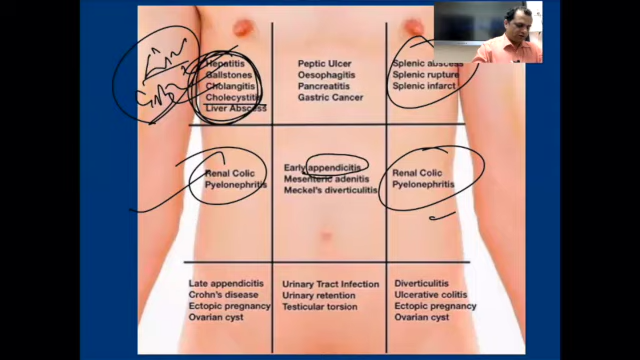 Hepatitis
Gallstones
Cholangitis
Cholecystitis
Liver Abscess
Peptic Ulcer
Oesophagitis
Pancreatitis
Gastric Cancer
Splenic abscess
Splenic rupture
Splenic infarct
Renal Colic
Pyelonephritis
Early appendicitis
Mesenteric adenitis
Meckel's diverticulitis
Renal Colic
Pyelonephritis
Late appendicitis
Crohn's disease
Ectopic pregnancy
Ovarian cyst
Urinary Tract Infection
Urinary retention
Testicular torsion
Diverticulitis
Ulcerative colitis
Ectopic pregnancy
Ovarian cyst